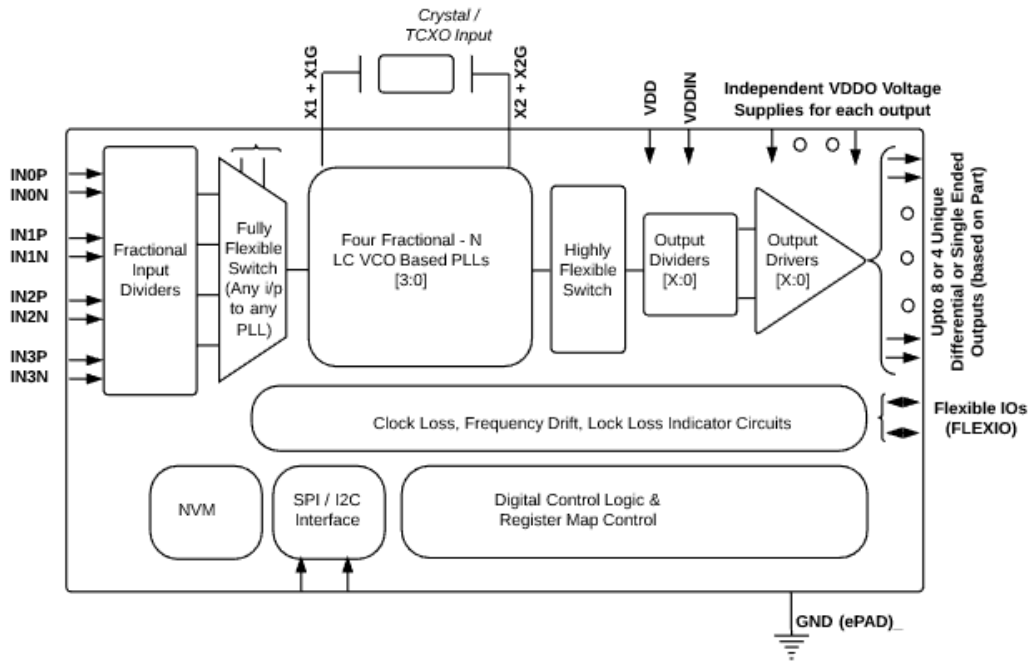 Crystal /
TCXO Input
X1 + X1G
X2 + X2G
VDD
VDDIN
Independent VDDO Voltage
Supplies for each output
IN0P
IN0N
IN1P
IN1N
IN2P
IN2N
IN3P
IN3N
Fractional
Input
Dividers
Fully
Flexible
Switch
(Any i/p
to any
PLL)
Four Fractional - N
LC VCO Based PLLs
[3:0]
Highly
Flexible
Switch
Output
Dividers
[X:0]
Output
Drivers
[X:0]
Upto 8 or 4 Unique
Differential or Single Ended
Outputs (based on Part)
Clock Loss, Frequency Drift, Lock Loss Indicator Circuits
Flexible IOs
(FLEXIO)
NVM
SPI / I2C
Interface
Digital Control Logic &
Register Map Control
GND (ePAD)_